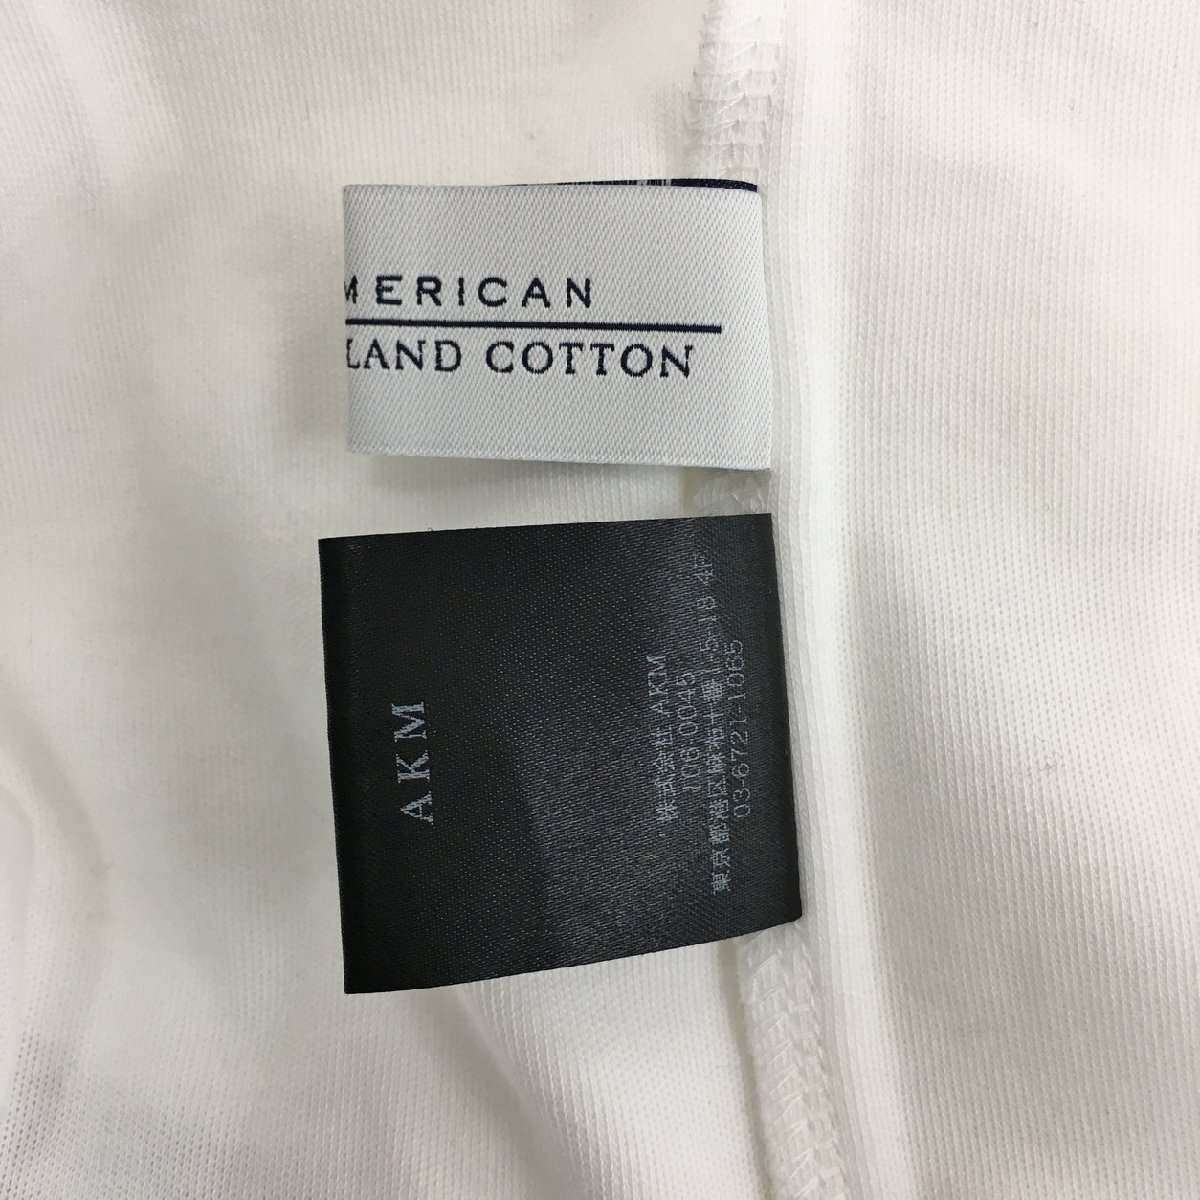 MERICAN
LAND COTTON
AKM
株式会社 AKM
106 0045
東京都港区麻布十番1-5-18 4F
03-6721-1065